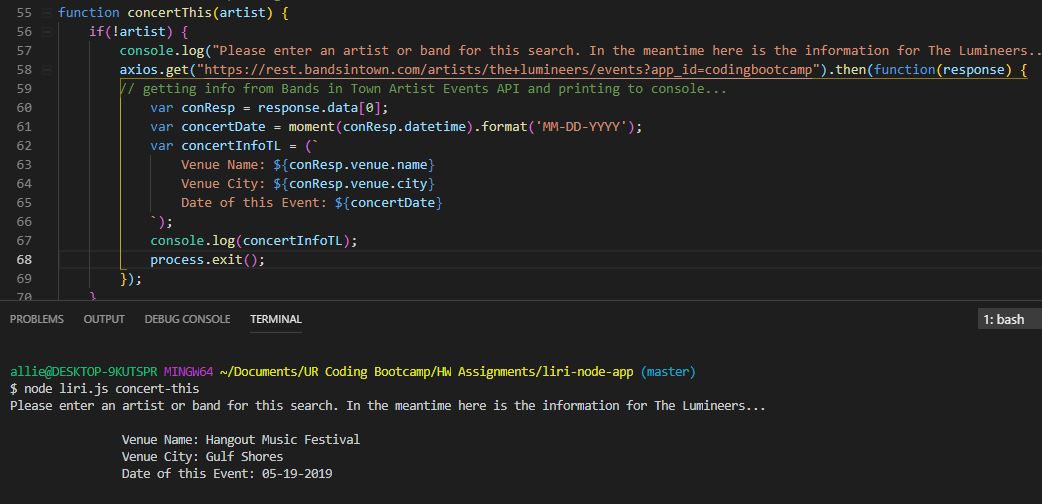 55 function concertThis(artist) {
56 if(!artist) {
57 console.log("Please enter an artist or band for this search. In the meantime here is the information for The Lumineers..
58 axios.get("https://rest.bandsintown.com/artists/the+lumineers/events?app_id=codingbootcamp").then(function(response) {
59 // getting info from Bands in Town Artist Events API and printing to console...
60 var conResp = response.data[0];
61 var concertDate = moment(conResp.datetime).format('MM-DD-YYYY');
62 var concertInfoTL = (`
63 Venue Name: ${conResp.venue.name}
64 Venue City: ${conResp.venue.city}
65 Date of this Event: ${concertDate}
66 `);
67 console.log(concertInfoTL);
68 process.exit();
69 });
70 }
PROBLEMS OUTPUT DEBUG CONSOLE TERMINAL 1: bash
allie@DESKTOP-9KUTSPR MINGW64 ~/Documents/UR Coding Bootcamp/HW Assignments/liri-node-app (master)
$ node liri.js concert-this
Please enter an artist or band for this search. In the meantime here is the information for The Lumineers...
Venue Name: Hangout Music Festival
Venue City: Gulf Shores
Date of this Event: 05-19-2019